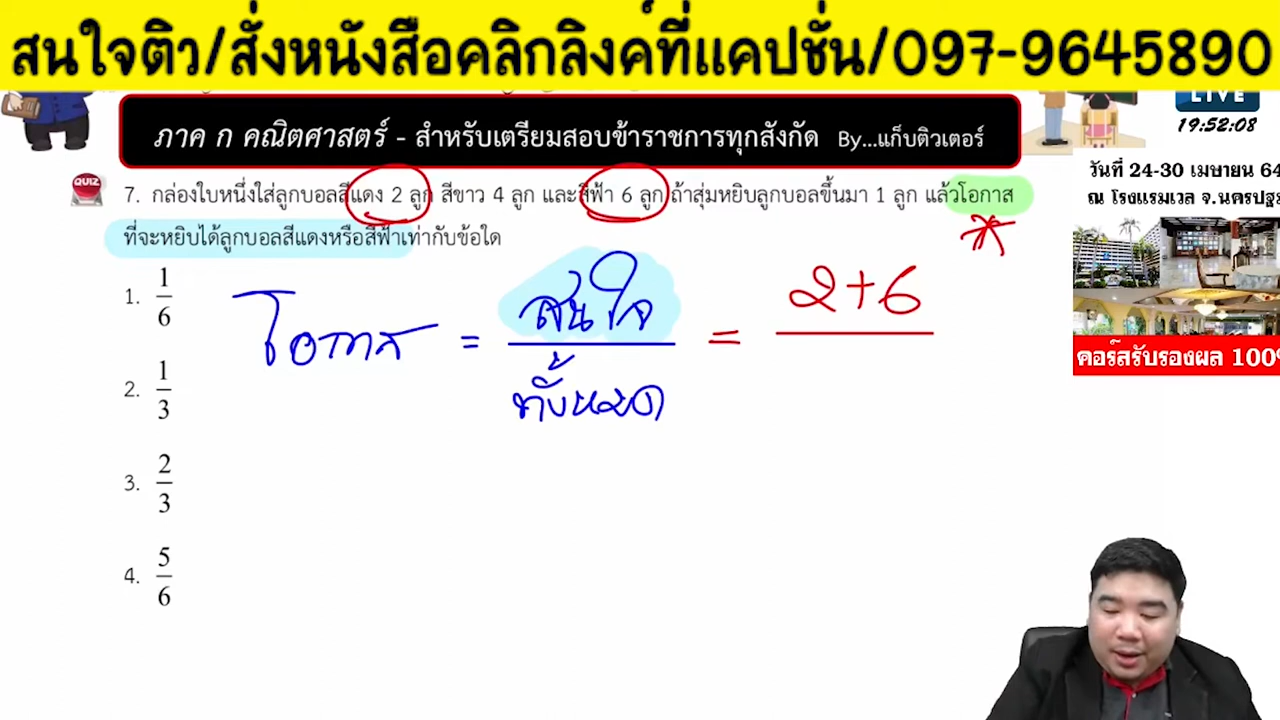 สนใจติว/สั่งหนังสือคลิกลิงค์ที่แคปชั่น/097-9645890
ภาค ก คณิตศาสตร์ - สำหรับเตรียมสอบข้าราชการทุกสังกัด By...แก็บติวเตอร์
LIVE
19:52:08
วันที่ 24-30 เมษายน 64
ณ โรงแรมเวล จ.นครปฐม
คอร์สรับรองผล 100%
QUIZ
7. กล่องใบหนึ่งใส่ลูกบอลสีแดง 2 ลูก สีขาว 4 ลูก และสีฟ้า 6 ลูก ถ้าสุ่มหยิบลูกบอลขึ้นมา 1 ลูก แล้วโอกาส
ที่จะหยิบได้ลูกบอลสีแดงหรือสีฟ้าเท่ากับข้อใด
1. 1/6
2. 1/3
3. 2/3
4. 5/6
โอกาส = สนใจ/ทั้งหมด = 2+6